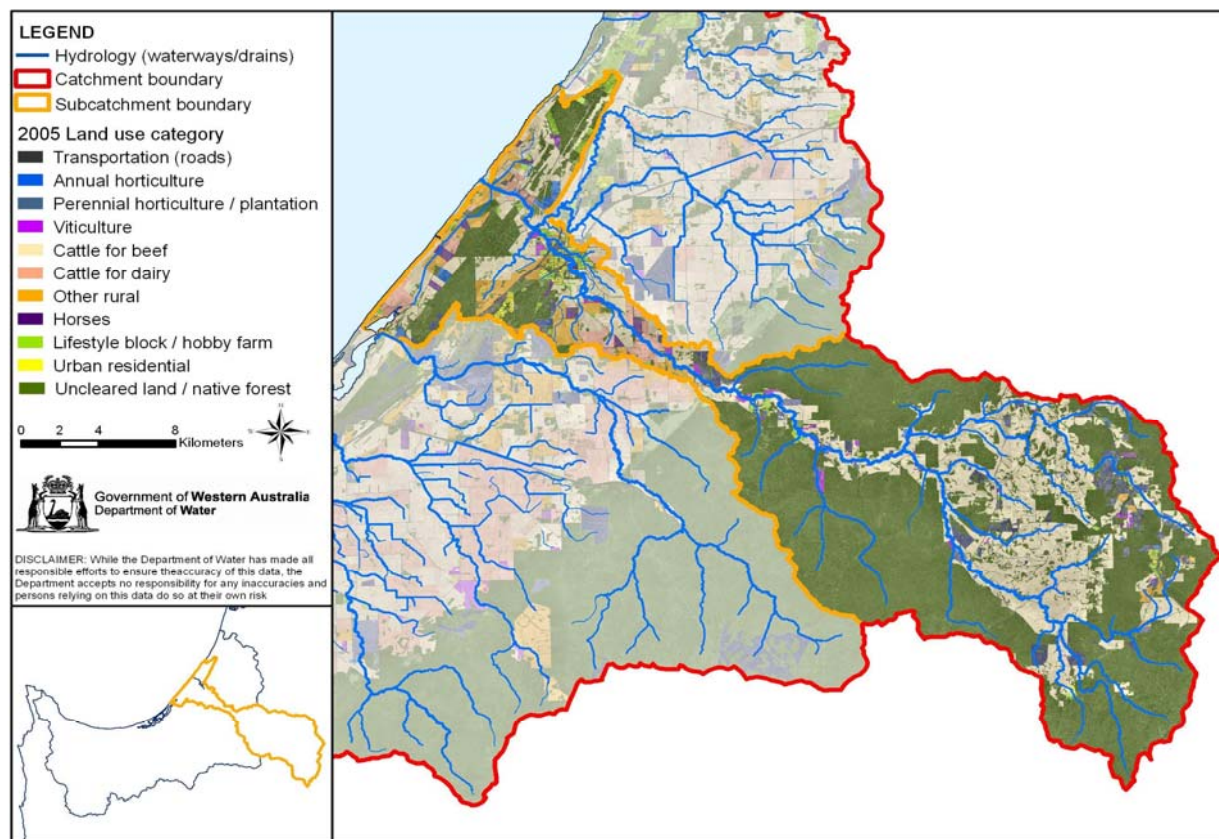 LEGEND
Hydrology (waterways/drains)
Catchment boundary
Subcatchment boundary
2005 Land use category
Transportation (roads)
Annual horticulture
Perennial horticulture / plantation
Viticulture
Cattle for beef
Cattle for dairy
Other rural
Horses
Lifestyle block / hobby farm
Urban residential
Uncleared land / native forest
0 2 4 8
Kilometers
Government of Western Australia
Department of Water
DISCLAIMER: While the Department of Water has made all
responsible efforts to ensure theaccuracy of this data, the
Department accepts no responsibility for any inaccuracies and
persons relying on this data do so at their own risk